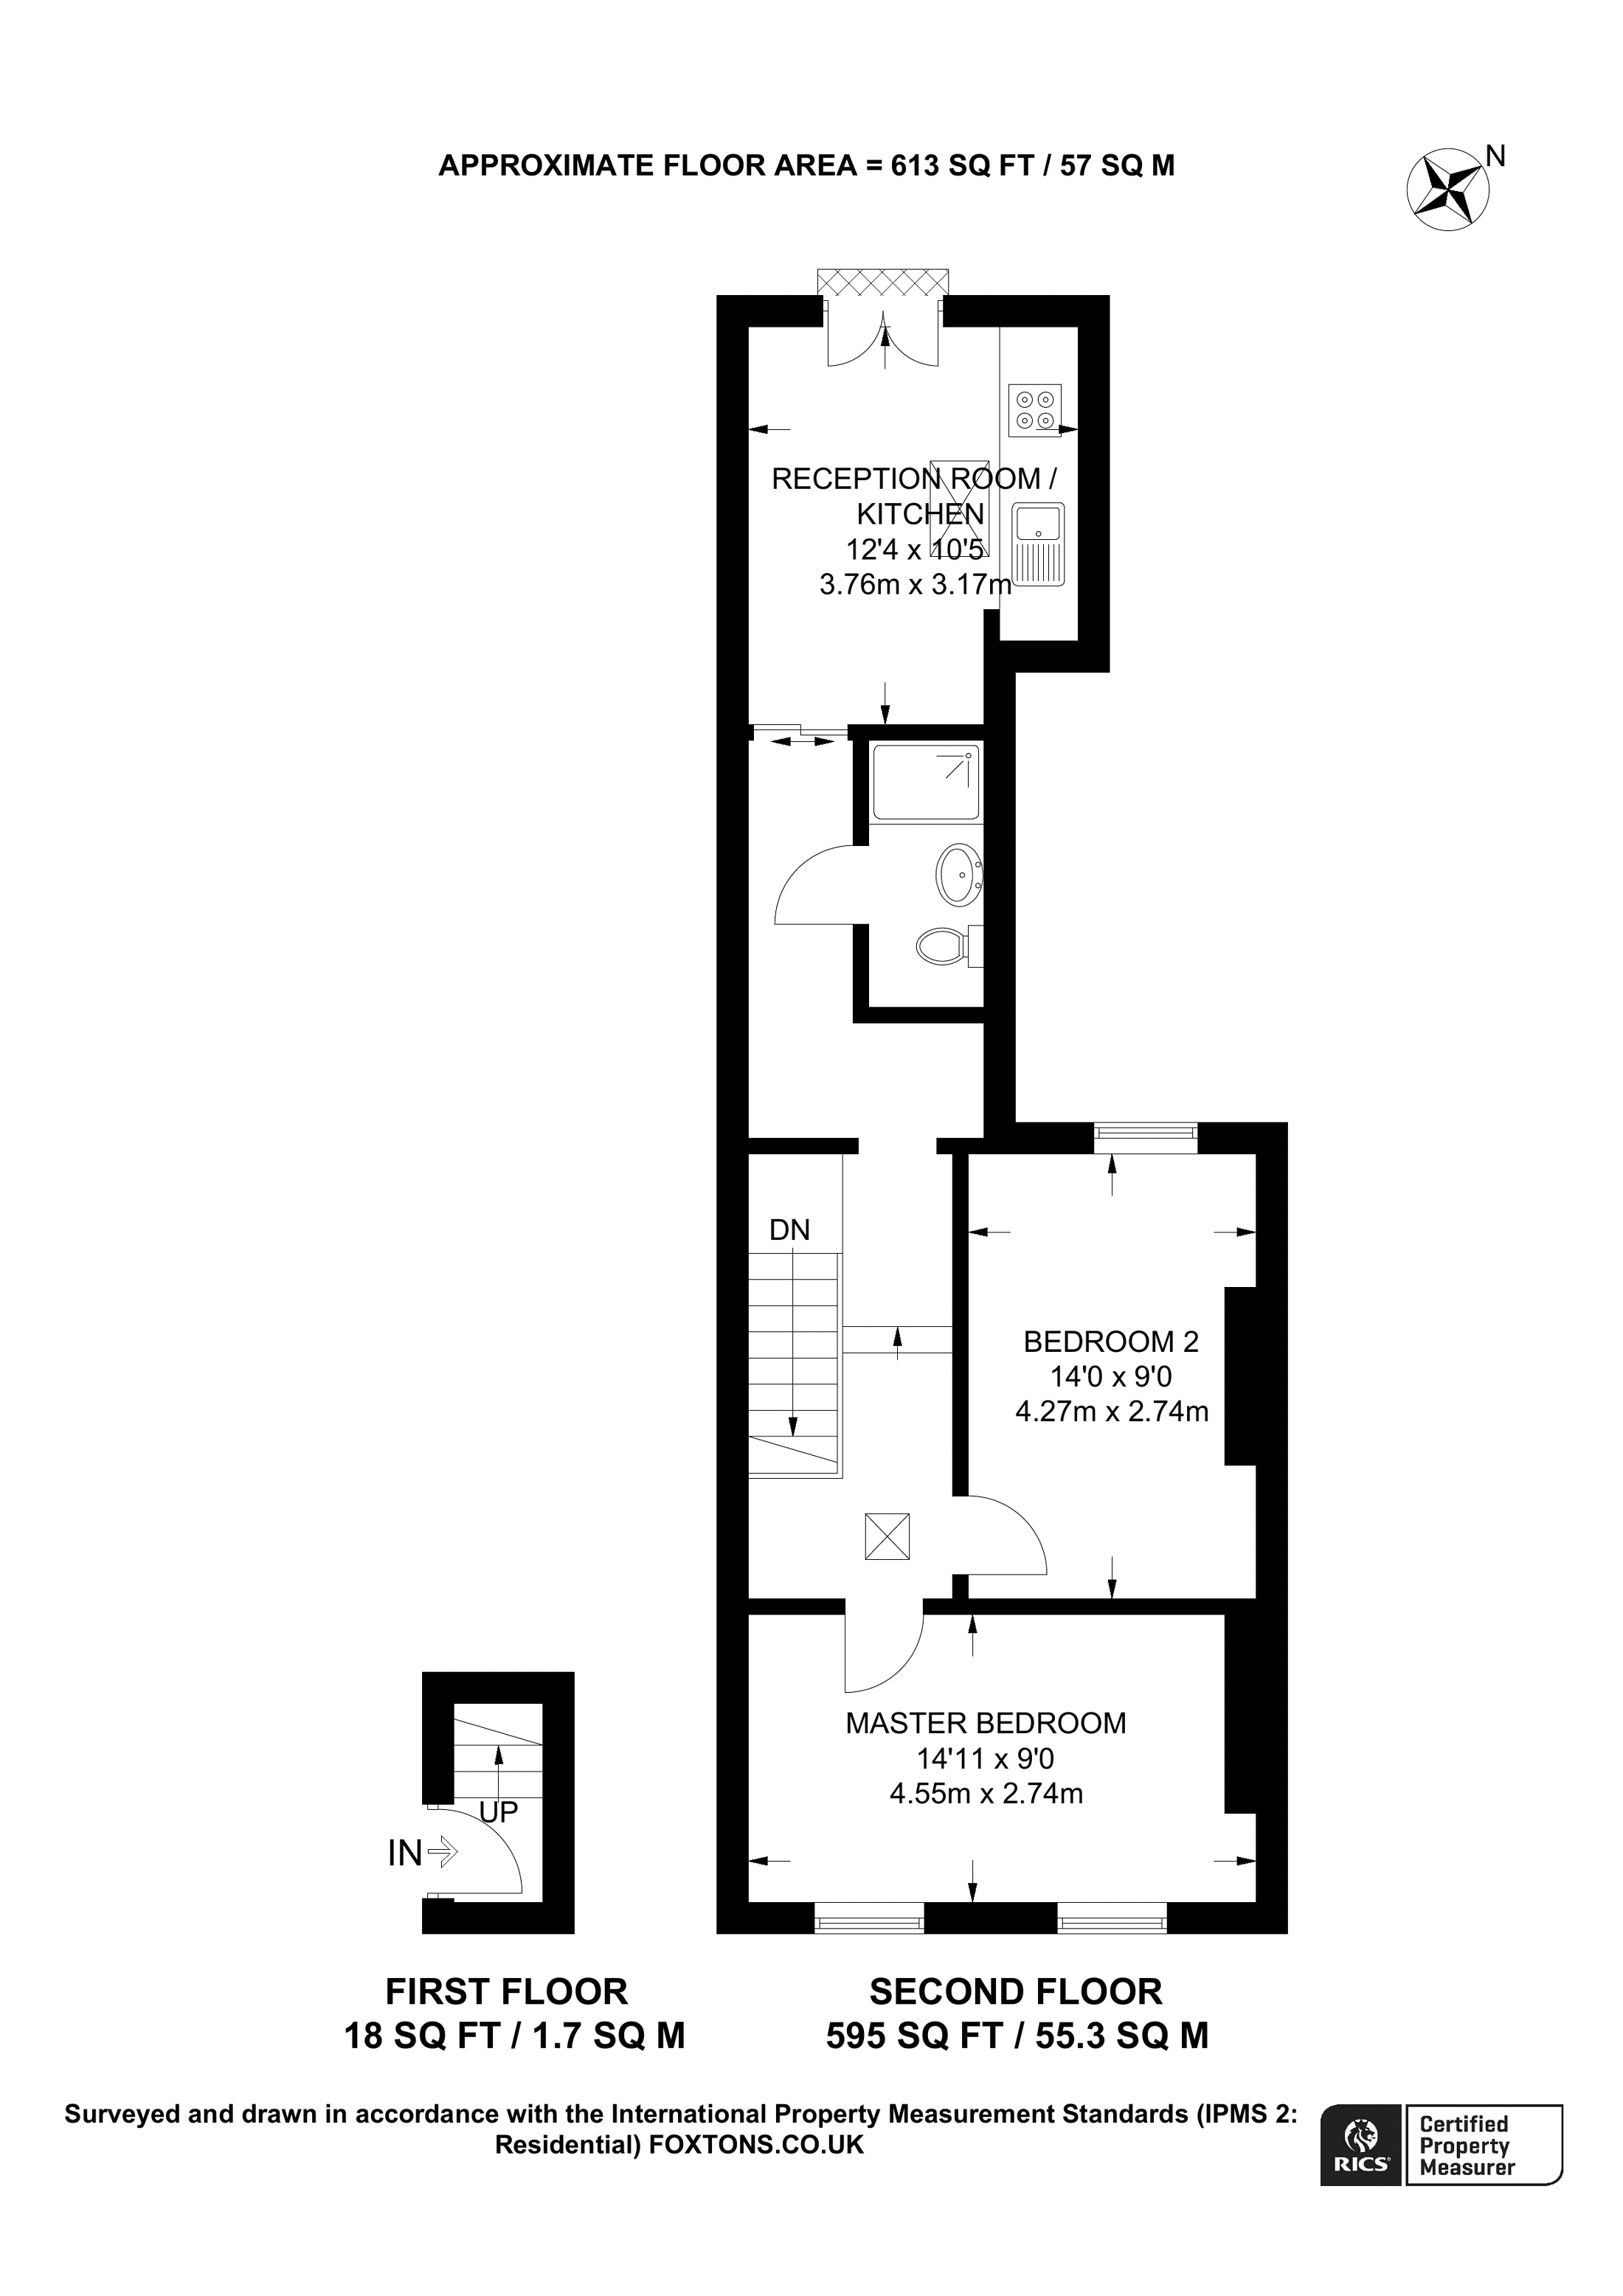 APPROXIMATE FLOOR AREA = 613 SQ FT / 57 SQ M
N
RECEPTION ROOM /
KITCHEN
12'4 x 10'5
3.76m x 3.17m
DN
BEDROOM 2
14'0 x 9'0
4.27m x 2.74m
MASTER BEDROOM
14'11 x 9'0
4.55m x 2.74m
UP
IN
FIRST FLOOR
18 SQ FT / 1.7 SQ M
SECOND FLOOR
595 SQ FT / 55.3 SQ M
Surveyed and drawn in accordance with the International Property Measurement Standards (IPMS 2:
Residential) FOXTONS.CO.UK
RICS
Certified
Property
Measurer